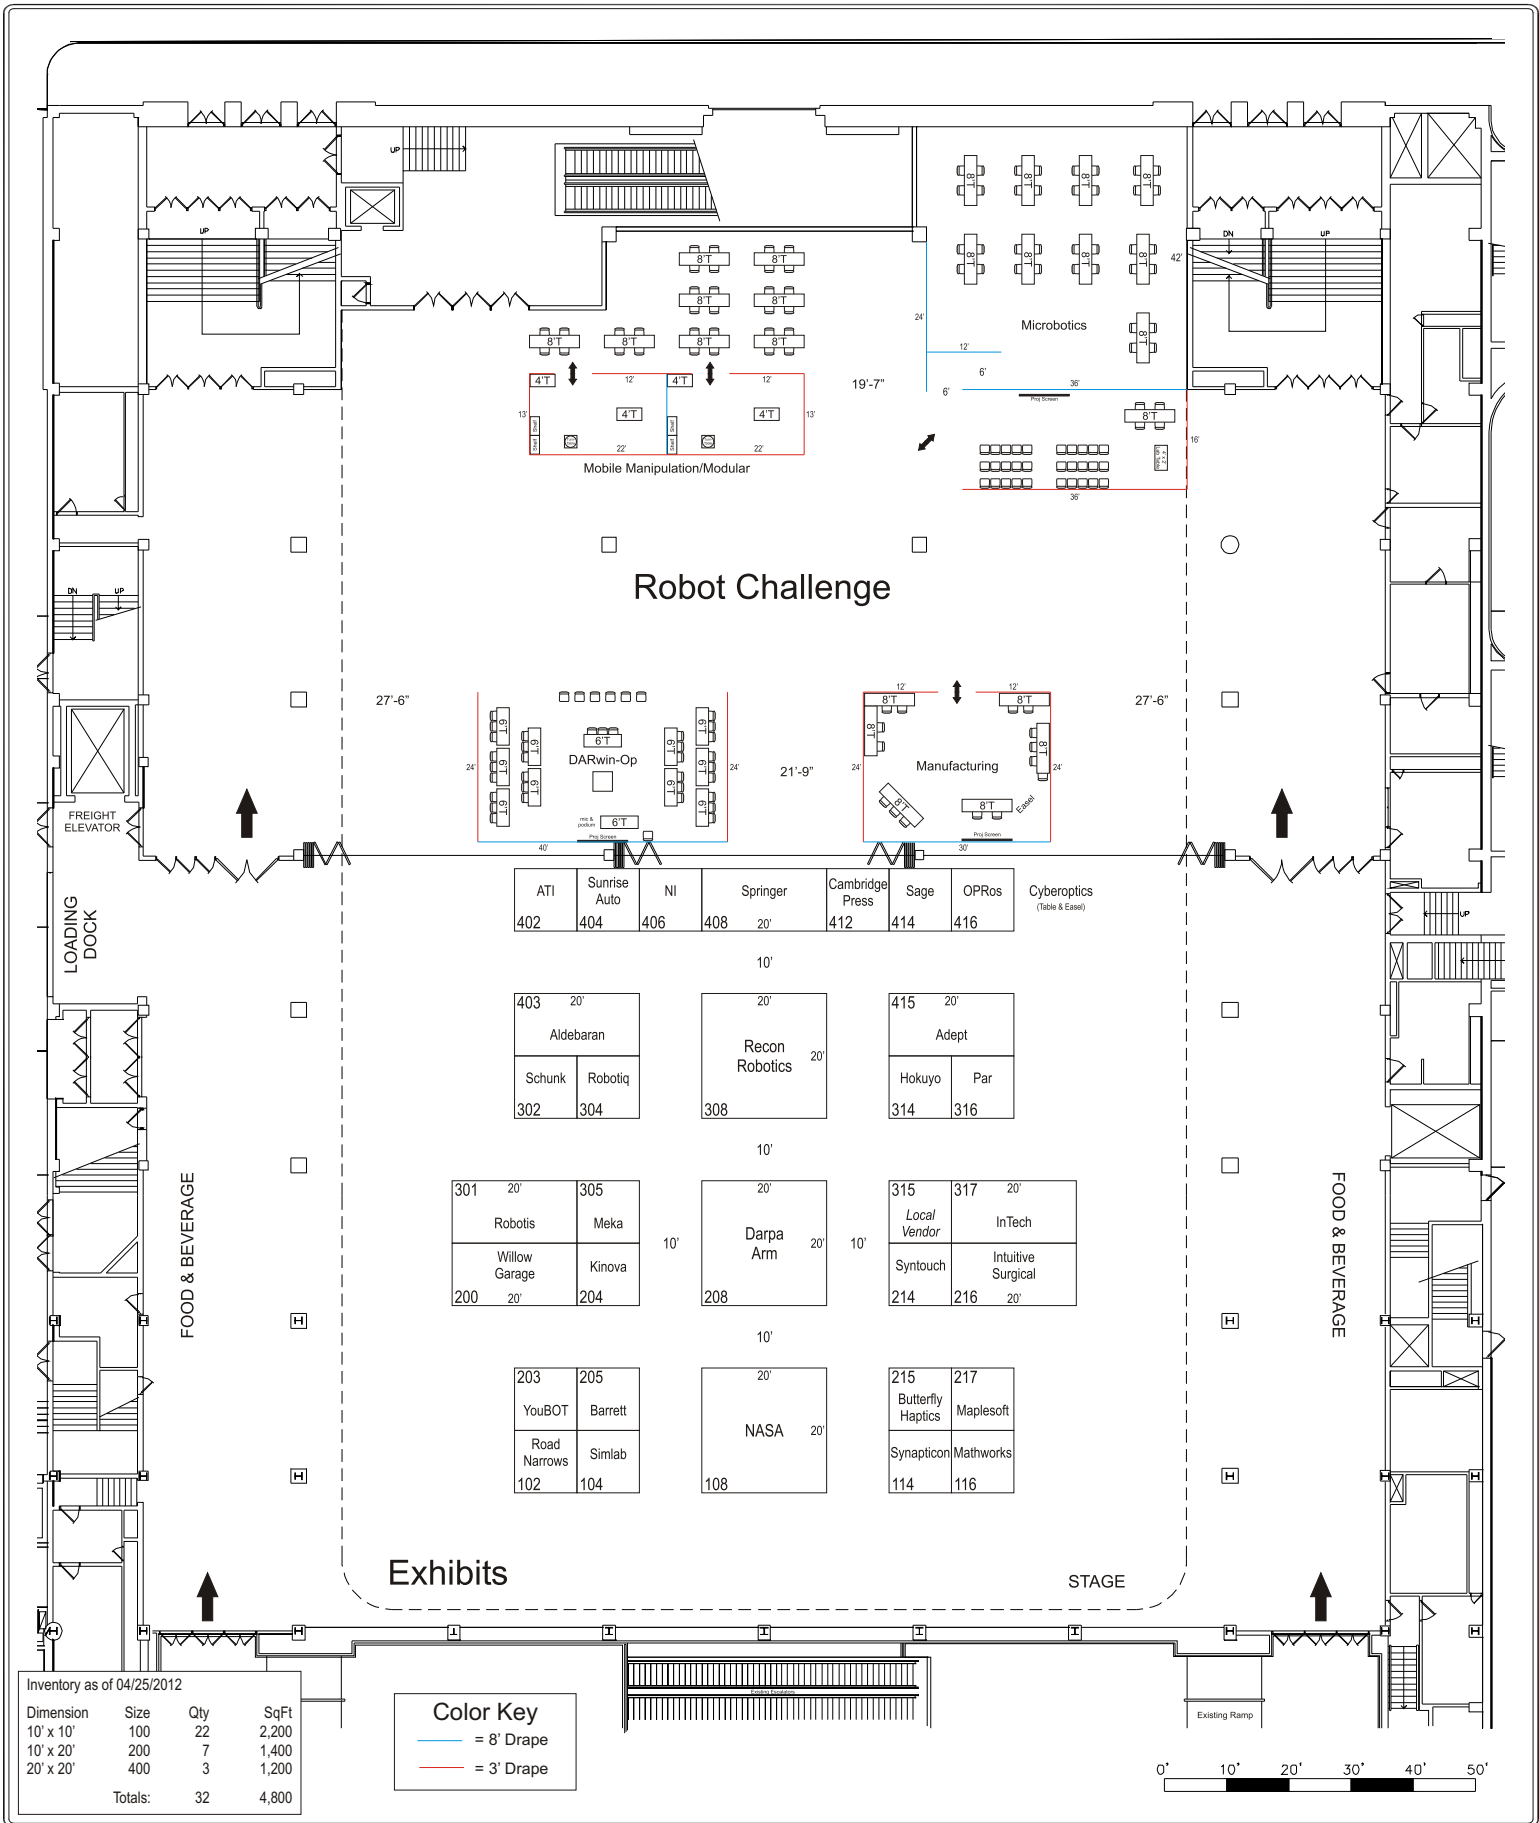 UP
UP
DN
UP
8'T
8'T
8'T
8'T
8'T
8'T
8'T
8'T
42'
Microbotics
8'T
24'
12'
6'
6'
36'
19'-7"
Proj Screen
8'T
16'
4' x 2'
36'
8'T
8'T
8'T
8'T
8'T
8'T
8'T
8'T
4'T
12'
4'T
12'
13'
Shelf
Shelf
4'T
Shelf
Shelf
4'T
13'
22'
22'
Mobile Manipulation/Modular
DN
UP
Robot Challenge
27'-6"
27'-6"
6'T
6'T
6'T
6'T
6'T
6'T
DARwin-Op
6'T
6'T
6'T
6'T
6'T
24'
24'
mic &
podium
6'T
Proj Screen
40'
21'-9"
12'
12'
8'T
8'T
8'T
8'T
Manufacturing
24'
24'
8'T
8'T
Easel
Proj Screen
30'
FREIGHT
ELEVATOR
LOADING
DOCK
UP
ATI
402
Sunrise
Auto
404
NI
406
Springer
408 20'
Cambridge
Press
412
Sage
414
OPRos
416
Cyberoptics
(Table & Easel)
10'
403 20'
Aldebaran
Schunk
302
Robotiq
304
20'
Recon
Robotics
20'
308
415 20'
Adept
Hokuyo
314
Par
316
10'
FOOD & BEVERAGE
FOOD & BEVERAGE
301 20'
Robotis
305
Meka
Willow
Garage
200 20'
Kinova
204
10'
20'
Darpa
Arm
20'
208
10'
315
Local
Vendor
317 20'
InTech
Syntouch
214
Intuitive
Surgical
216 20'
10'
203
YouBOT
205
Barrett
Road
Narrows
102
Simlab
104
20'
NASA
20'
108
215
Butterfly
Haptics
217
Maplesoft
Synapticon
114
Mathworks
116
Exhibits
STAGE
Existing Escalators
Existing Ramp
Inventory as of 04/25/2012
Dimension Size Qty SqFt
10' x 10' 100 22 2,200
10' x 20' 200 7 1,400
20' x 20' 400 3 1,200
Totals: 32 4,800
Color Key
= 8' Drape
= 3' Drape
0' 10' 20' 30' 40' 50'